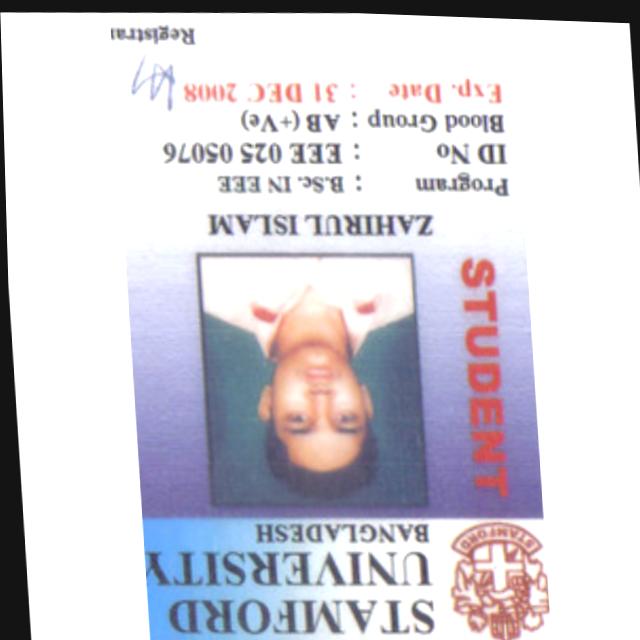 STAMFORD
UNIVERSITY
BANGLADESH
STAMFORD
STUDENT
ZAHIRUL ISLAM
Program : B.Sc. IN EEE
ID No : EEE 025 05076
Blood Group : AB (+Ve)
Exp. Date : 31 DEC 2008
Registrar